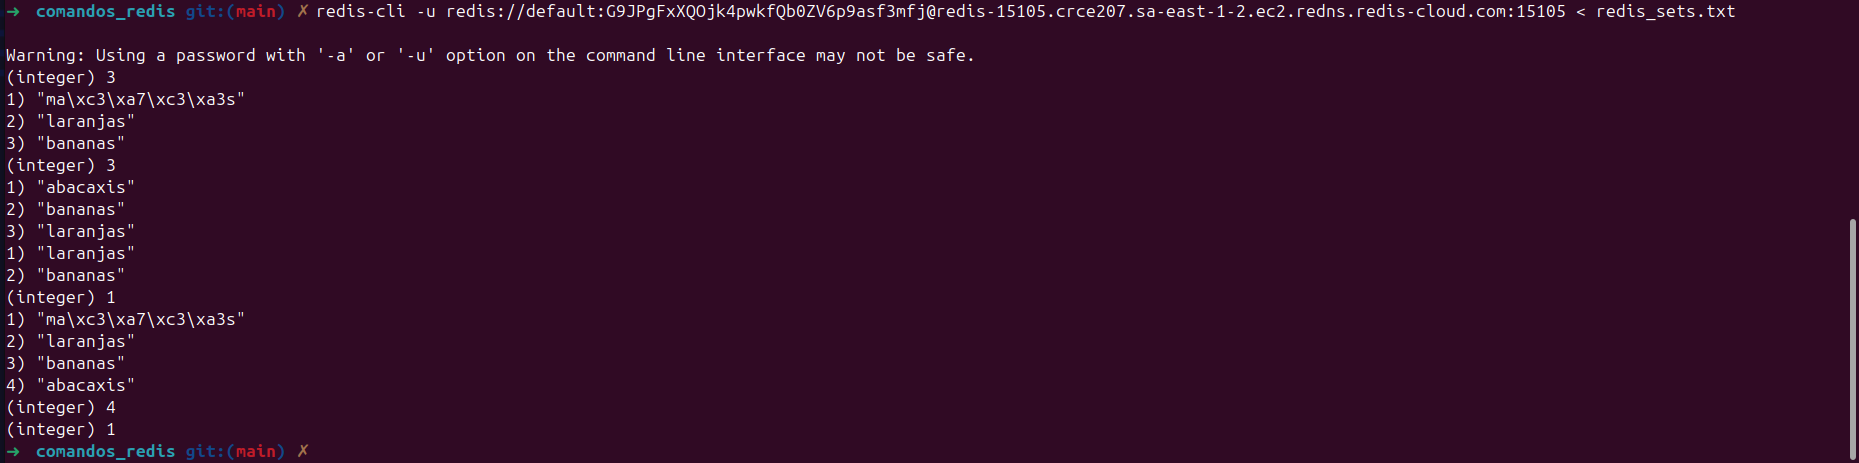 ➜  comandos_redis git:(main) ✗ redis-cli -u redis://default:G9JPgFxXQOjk4pwkfQb0ZV6p9asf3mfj@redis-15105.crce207.sa-east-1-2.ec2.redns.redis-cloud.com:15105 < redis_sets.txt
Warning: Using a password with '-a' or '-u' option on the command line interface may not be safe.
(integer) 3
1) "ma\xc3\xa7\xc3\xa3s"
2) "laranjas"
3) "bananas"
(integer) 3
1) "abacaxis"
2) "bananas"
3) "laranjas"
1) "laranjas"
2) "bananas"
(integer) 1
1) "ma\xc3\xa7\xc3\xa3s"
2) "laranjas"
3) "bananas"
4) "abacaxis"
(integer) 4
(integer) 1
➜  comandos_redis git:(main) ✗